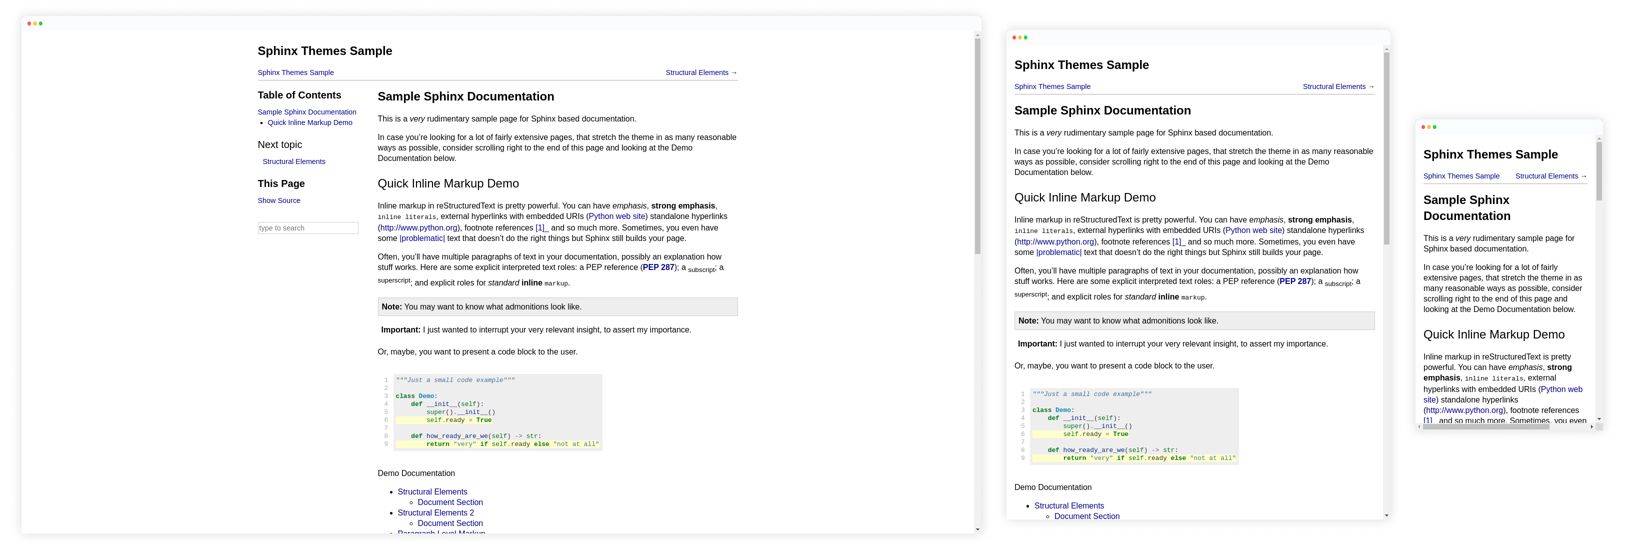 Sphinx Themes Sample
Sphinx Themes Sample
Structural Elements →
Table of Contents
Sample Sphinx Documentation
• Quick Inline Markup Demo
Next topic
Structural Elements
This Page
Show Source
type to search
Sample Sphinx Documentation
This is a very rudimentary sample page for Sphinx based documentation.
In case you’re looking for a lot of fairly extensive pages, that stretch the theme in as many reasonable
ways as possible, consider scrolling right to the end of this page and looking at the Demo
Documentation below.
Quick Inline Markup Demo
Inline markup in reStructuredText is pretty powerful. You can have emphasis, strong emphasis,
inline literals, external hyperlinks with embedded URIs (Python web site) standalone hyperlinks
(http://www.python.org), footnote references [1]_ and so much more. Sometimes, you even have
some |problematic| text that doesn’t do the right things but Sphinx still builds your page.
Often, you’ll have multiple paragraphs of text in your documentation, possibly an explanation how
stuff works. Here are some explicit interpreted text roles: a PEP reference (PEP 287); a subscript; a
superscript; and explicit roles for standard inline markup.
Note: You may want to know what admonitions look like.
Important: I just wanted to interrupt your very relevant insight, to assert my importance.
Or, maybe, you want to present a code block to the user.
1 """Just a small code example"""
2
3 class Demo:
4     def __init__(self):
5         super().__init__()
6         self.ready = True
7
8     def how_ready_are_we(self) -> str:
9         return "very" if self.ready else "not at all"
Demo Documentation
• Structural Elements
◦ Document Section
• Structural Elements 2
◦ Document Section
• Paragraph Level Markup
Sphinx Themes Sample
Sphinx Themes Sample
Structural Elements →
Sample Sphinx Documentation
This is a very rudimentary sample page for Sphinx based documentation.
In case you’re looking for a lot of fairly extensive pages, that stretch the theme in as many reasonable
ways as possible, consider scrolling right to the end of this page and looking at the Demo
Documentation below.
Quick Inline Markup Demo
Inline markup in reStructuredText is pretty powerful. You can have emphasis, strong emphasis,
inline literals, external hyperlinks with embedded URIs (Python web site) standalone hyperlinks
(http://www.python.org), footnote references [1]_ and so much more. Sometimes, you even have
some |problematic| text that doesn’t do the right things but Sphinx still builds your page.
Often, you’ll have multiple paragraphs of text in your documentation, possibly an explanation how
stuff works. Here are some explicit interpreted text roles: a PEP reference (PEP 287); a subscript; a
superscript; and explicit roles for standard inline markup.
Note: You may want to know what admonitions look like.
Important: I just wanted to interrupt your very relevant insight, to assert my importance.
Or, maybe, you want to present a code block to the user.
1 """Just a small code example"""
2
3 class Demo:
4     def __init__(self):
5         super().__init__()
6         self.ready = True
7
8     def how_ready_are_we(self) -> str:
9         return "very" if self.ready else "not at all"
Demo Documentation
• Structural Elements
◦ Document Section
Sphinx Themes Sample
Sphinx Themes Sample
Structural Elements →
Sample Sphinx
Documentation
This is a very rudimentary sample page for
Sphinx based documentation.
In case you’re looking for a lot of fairly
extensive pages, that stretch the theme in as
many reasonable ways as possible, consider
scrolling right to the end of this page and
looking at the Demo Documentation below.
Quick Inline Markup Demo
Inline markup in reStructuredText is pretty
powerful. You can have emphasis, strong
emphasis, inline literals, external
hyperlinks with embedded URIs (Python web
site) standalone hyperlinks
(http://www.python.org), footnote references
[1]_ and so much more. Sometimes, you even